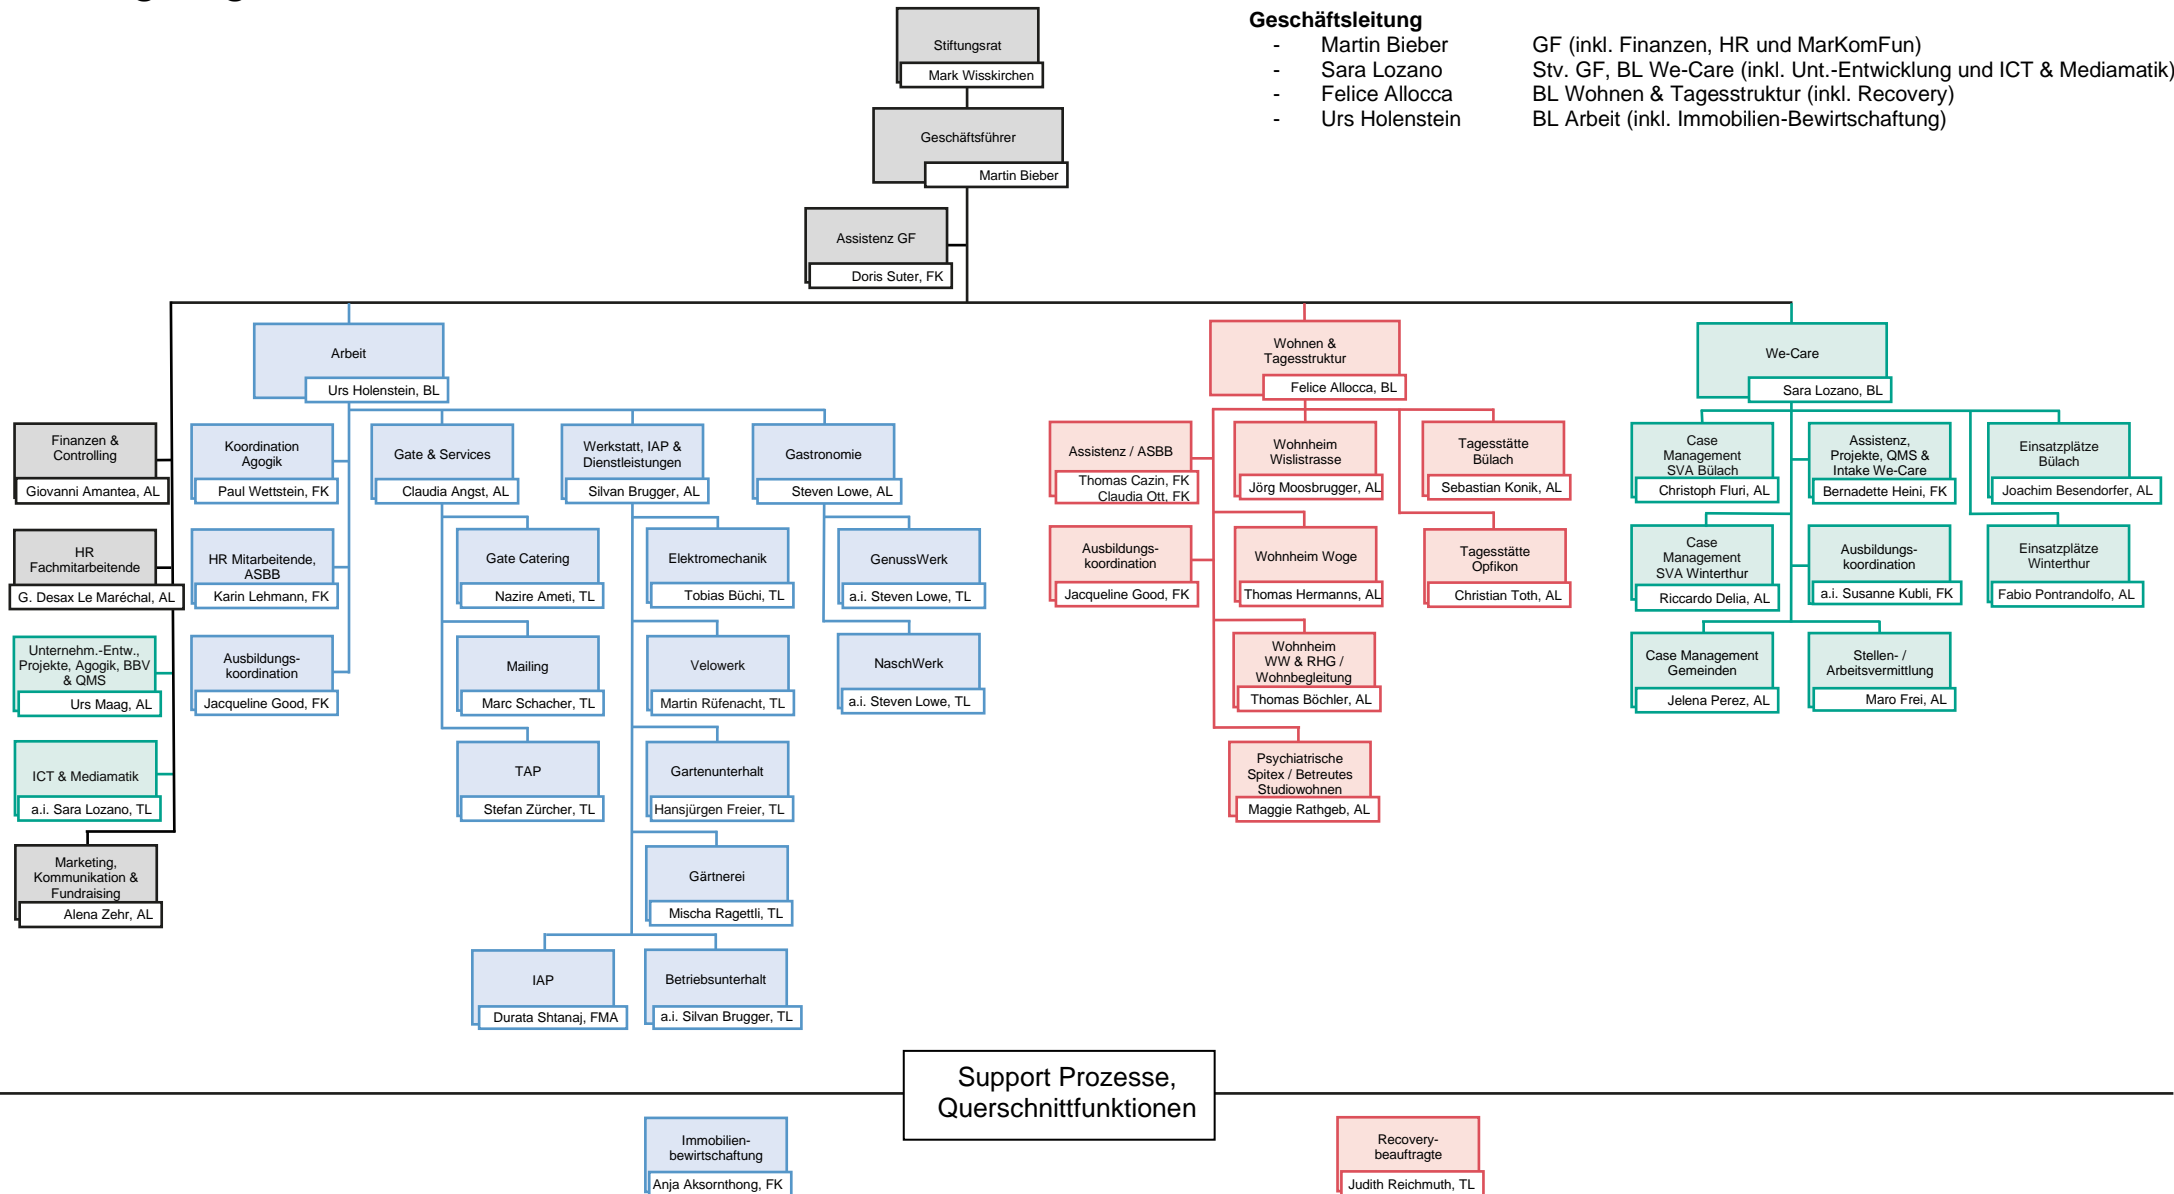 Stiftungsrat
Mark Wisskirchen
Geschäftsleitung
- Martin Bieber GF (inkl. Finanzen, HR und MarKomFun)
- Sara Lozano Stv. GF, BL We-Care (inkl. Unt.-Entwicklung und ICT & Mediamatik)
- Felice Allocca BL Wohnen & Tagesstruktur (inkl. Recovery)
- Urs Holenstein BL Arbeit (inkl. Immobilien-Bewirtschaftung)
Geschäftsführer
Martin Bieber
Assistenz GF
Doris Suter, FK
Finanzen &
Controlling
Giovanni Amantea, AL
HR
Fachmitarbeitende
G. Desax Le Maréchal, AL
Unternehm.-Entw.,
Projekte, Agogik, BBV
& QMS
Urs Maag, AL
ICT & Mediamatik
a.i. Sara Lozano, TL
Marketing,
Kommunikation &
Fundraising
Alena Zehr, AL
Arbeit
Urs Holenstein, BL
Koordination
Agogik
Paul Wettstein, FK
HR Mitarbeitende,
ASBB
Karin Lehmann, FK
Ausbildungs-
koordination
Jacqueline Good, FK
Gate & Services
Claudia Angst, AL
Gate Catering
Nazire Ameti, TL
Mailing
Marc Schacher, TL
TAP
Stefan Zürcher, TL
Werkstatt, IAP &
Dienstleistungen
Silvan Brugger, AL
Elektromechanik
Tobias Büchi, TL
Velowerk
Martin Rüfenacht, TL
Gartenunterhalt
Hansjürgen Freier, TL
Gärtnerei
Mischa Ragettli, TL
IAP
Durata Shtanaj, FMA
Betriebsunterhalt
a.i. Silvan Brugger, TL
Gastronomie
Steven Lowe, AL
GenussWerk
a.i. Steven Lowe, TL
NaschWerk
a.i. Steven Lowe, TL
Wohnen &
Tagesstruktur
Felice Allocca, BL
Assistenz / ASBB
Thomas Cazin, FK
Claudia Ott, FK
Ausbildungs-
koordination
Jacqueline Good, FK
Wohnheim
Wislistrasse
Jörg Moosbrugger, AL
Wohnheim Woge
Thomas Hermanns, AL
Wohnheim
WW & RHG /
Wohnbegleitung
Thomas Böchler, AL
Psychiatrische
Spitex / Betreutes
Studiowohnen
Maggie Rathgeb, AL
Tagesstätte
Bülach
Sebastian Konik, AL
Tagesstätte
Opfikon
Christian Toth, AL
We-Care
Sara Lozano, BL
Case
Management
SVA Bülach
Christoph Fluri, AL
Case
Management
SVA Winterthur
Riccardo Delia, AL
Case Management
Gemeinden
Jelena Perez, AL
Assistenz,
Projekte, QMS &
Intake We-Care
Bernadette Heini, FK
Ausbildungs-
koordination
a.i. Susanne Kubli, FK
Stellen- /
Arbeitsvermittlung
Maro Frei, AL
Einsatzplätze
Bülach
Joachim Besendorfer, AL
Einsatzplätze
Winterthur
Fabio Pontrandolfo, AL
Support Prozesse,
Querschnittfunktionen
Immobilien-
bewirtschaftung
Anja Aksornthong, FK
Recovery-
beauftragte
Judith Reichmuth, TL